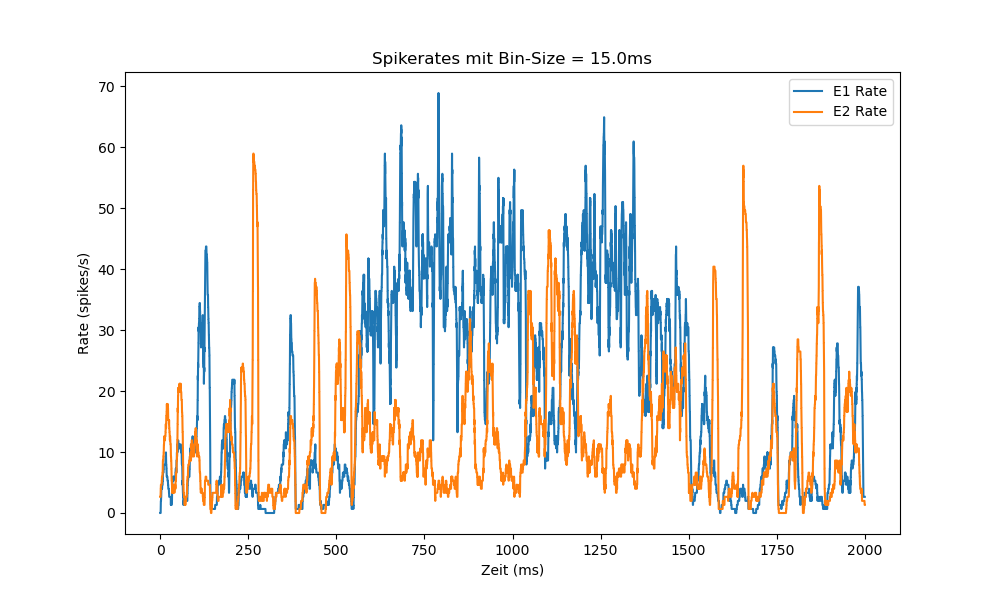 Spikerates mit Bin-Size = 15.0ms
E1 Rate
E2 Rate
Rate (spikes/s)
70
60
50
40
30
20
10
0
0 250 500 750 1000 1250 1500 1750 2000
Zeit (ms)